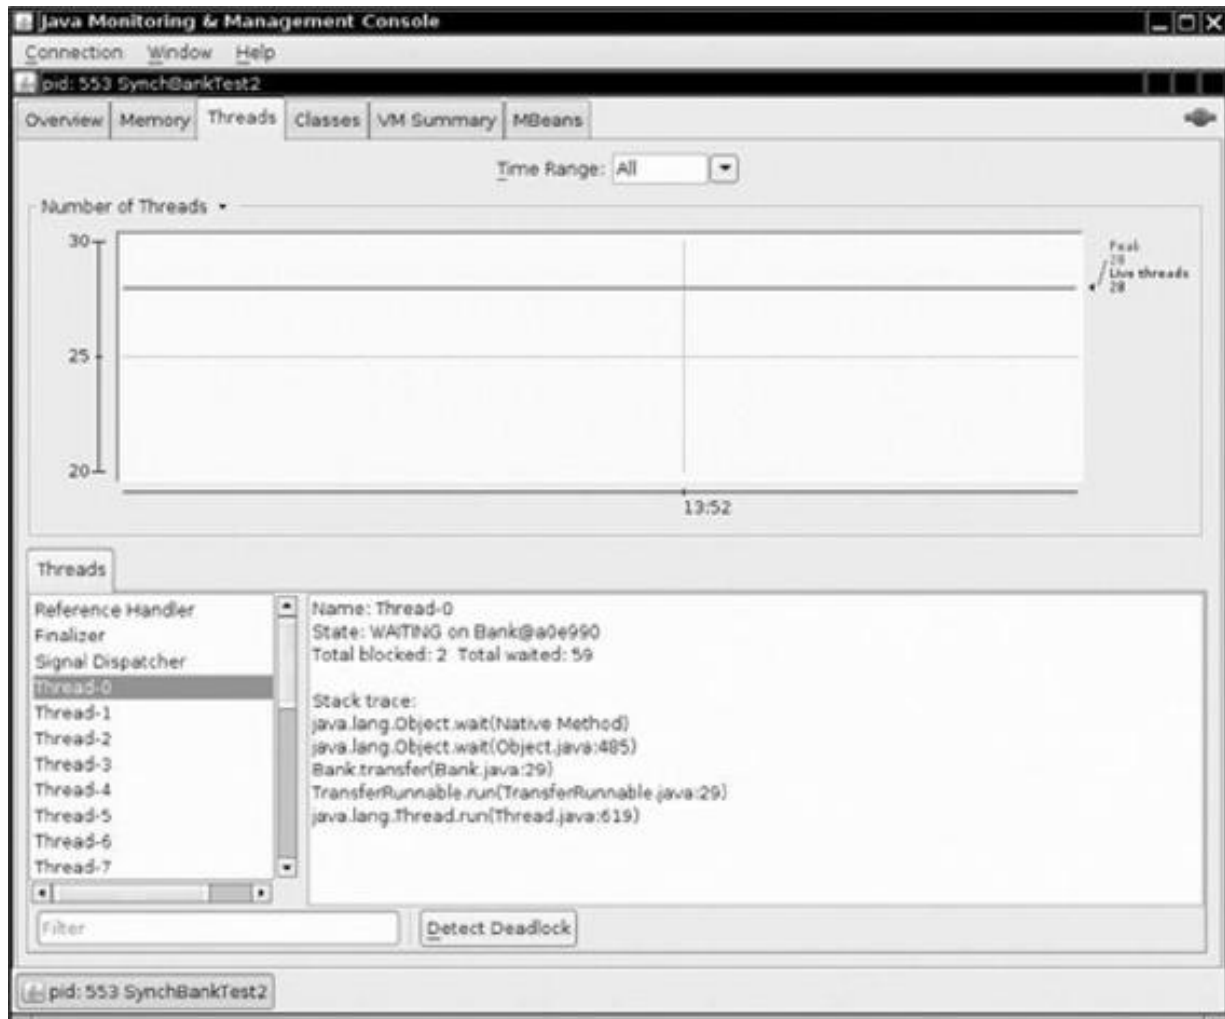 Java Monitoring & Management Console
Connection Window Help
pid: 553 SynchBankTest2
Overview Memory Threads Classes VM Summary MBeans
Time Range: All
Number of Threads
30
25
20
Peak
28
Live threads
28
13:52
Threads
Reference Handler
Finalizer
Signal Dispatcher
Thread-0
Thread-1
Thread-2
Thread-3
Thread-4
Thread-5
Thread-6
Thread-7
Name: Thread-0
State: WAITING on Bank@a0e990
Total blocked: 2 Total waited: 59
Stack trace:
java.lang.Object.wait(Native Method)
java.lang.Object.wait(Object.java:485)
Bank.transfer(Bank.java:29)
TransferRunnable.run(TransferRunnable.java:29)
java.lang.Thread.run(Thread.java:619)
Filter
Detect Deadlock
pid: 553 SynchBankTest2